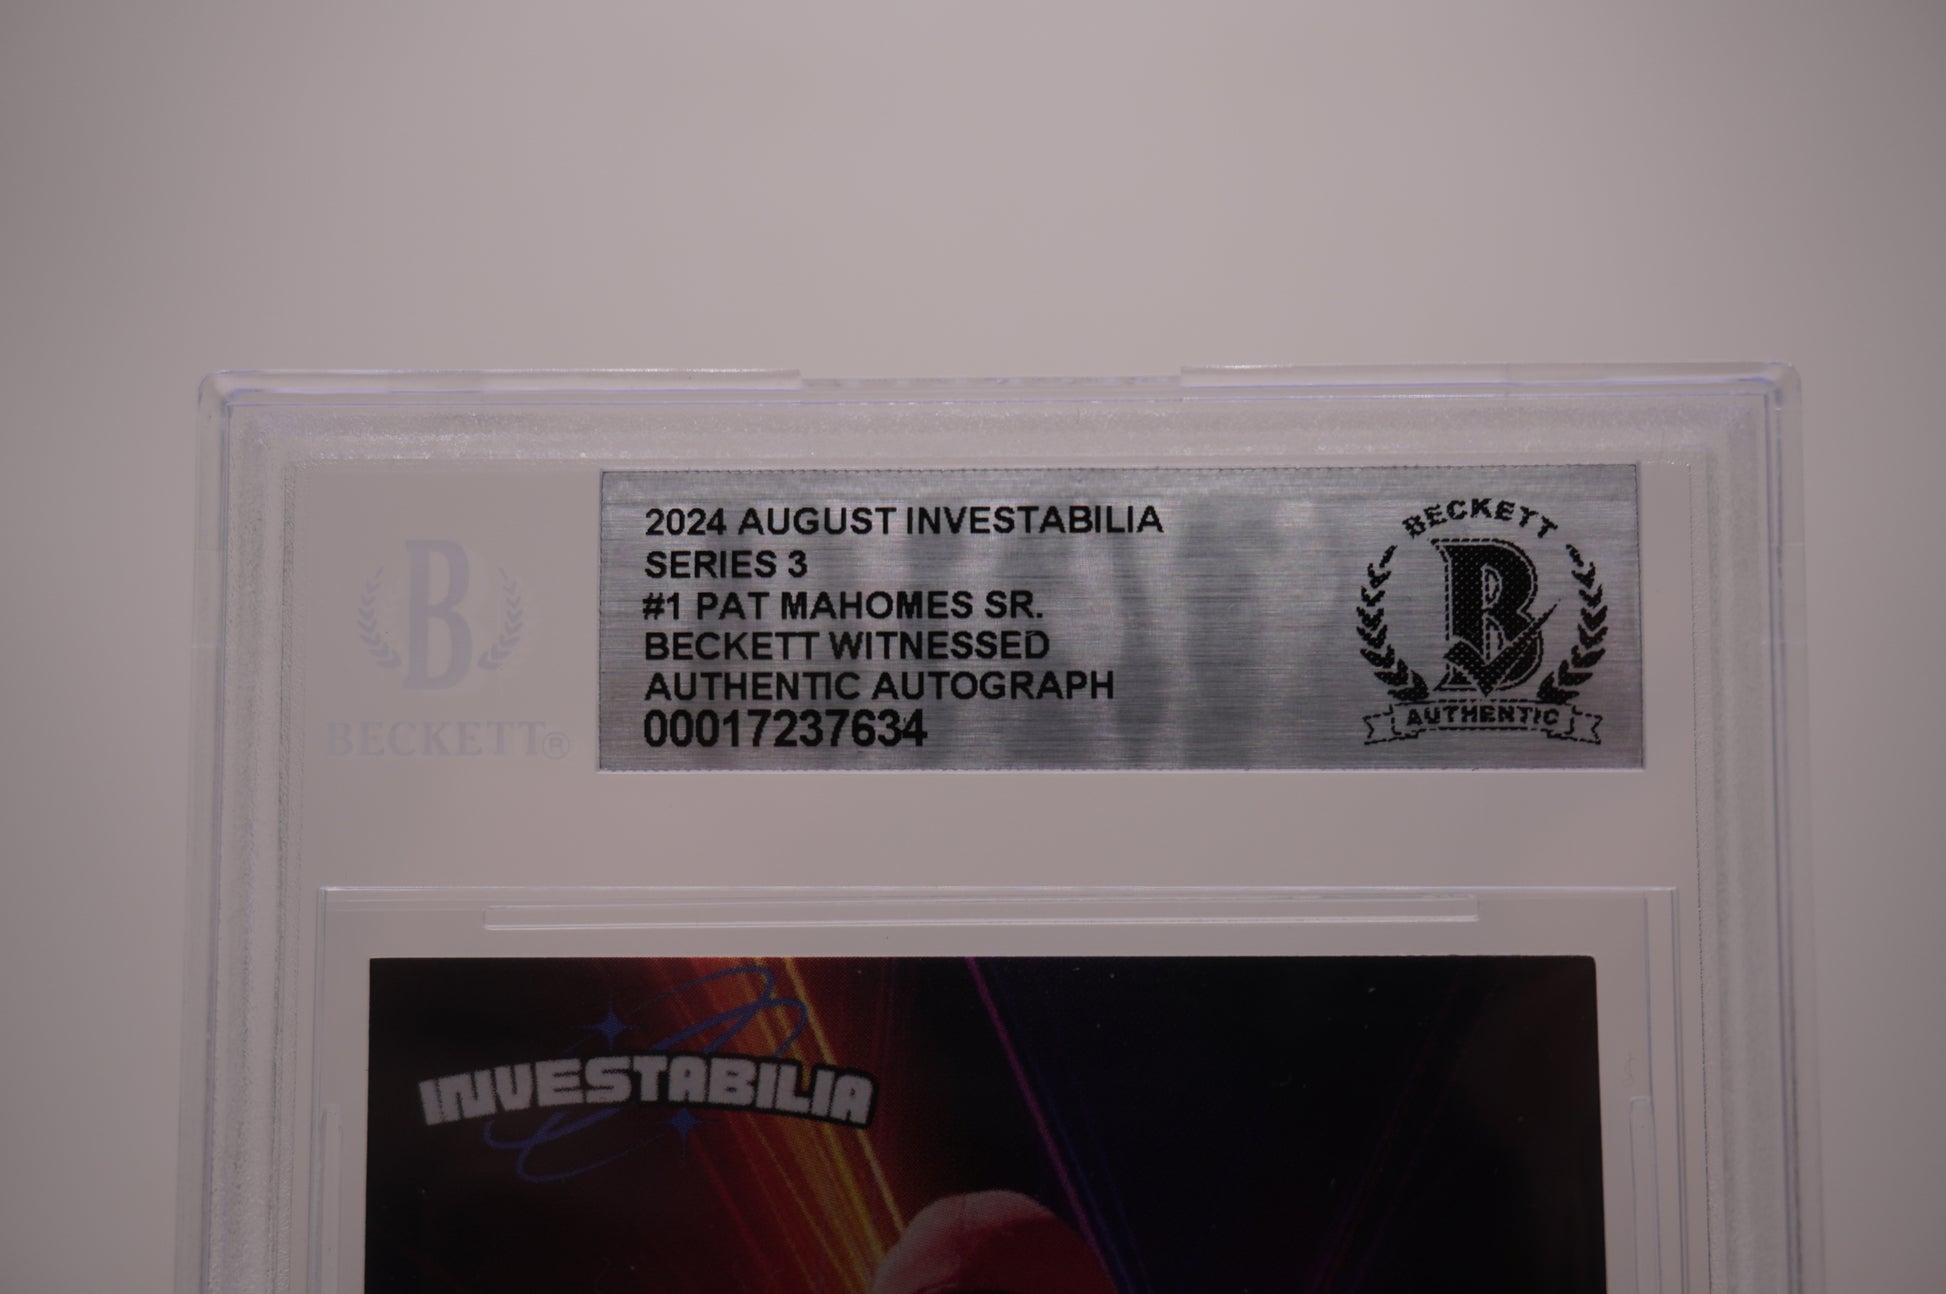 2024 AUGUST INVESTABILIA
SERIES 3
#1 PAT MAHOMES SR.
BECKETT WITNESSED
AUTHENTIC AUTOGRAPH
00017237634
BECKETT
B
AUTHENTIC
B
BECKETT®
INVESTABILIA